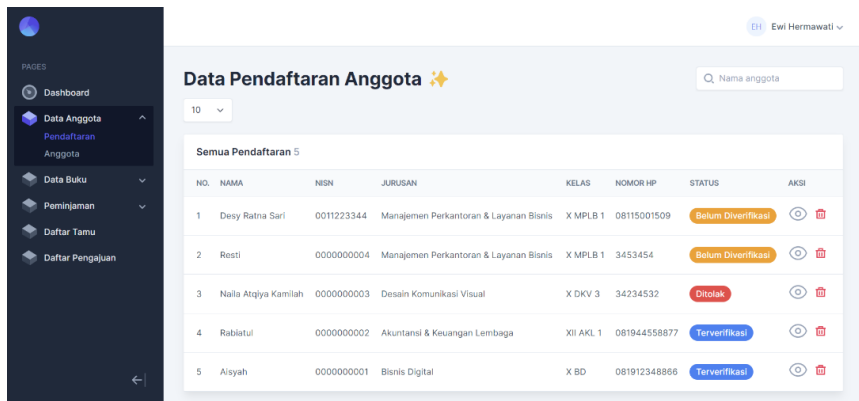 EH Ewi Hermawati
PAGES
Dashboard
Data Anggota
Pendaftaran
Anggota
Data Buku
Peminjaman
Daftar Tamu
Daftar Pengajuan
Data Pendaftaran Anggota ✨
Nama anggota
10
Semua Pendaftaran 5
NO. NAMA NISN JURUSAN KELAS NOMOR HP STATUS AKSI
1 Desy Ratna Sari 0011223344 Manajemen Perkantoran & Layanan Bisnis X MPLB 1 08115001509 Belum Diverifikasi
2 Resti 0000000004 Manajemen Perkantoran & Layanan Bisnis X MPLB 1 3453454 Belum Diverifikasi
3 Naila Atqiya Kamilah 0000000003 Desain Komunikasi Visual X DKV 3 34234532 Ditolak
4 Rabiatul 0000000002 Akuntansi & Keuangan Lembaga XII AKL 1 081944558877 Terverifikasi
5 Aisyah 0000000001 Bisnis Digital X BD 081912348866 Terverifikasi